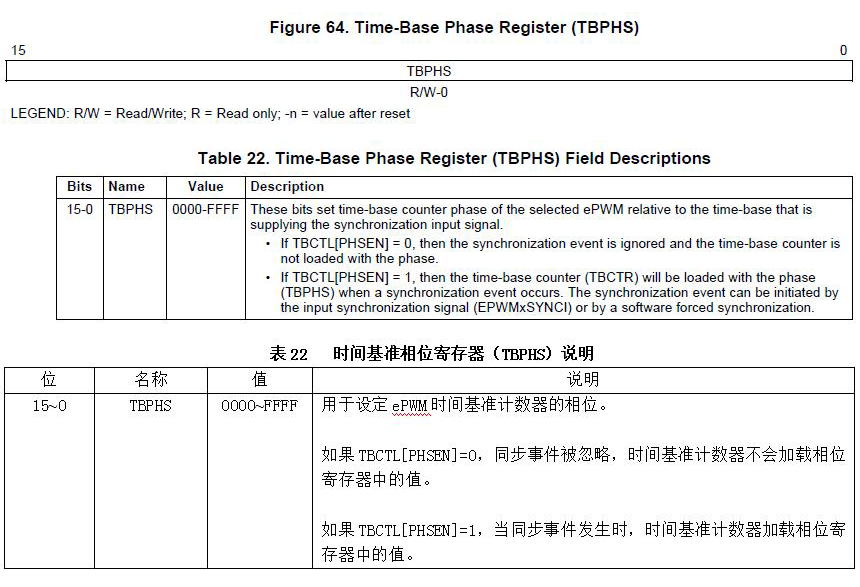 Figure 64. Time-Base Phase Register (TBPHS)
15 0
TBPHS
R/W-0
LEGEND: R/W = Read/Write; R = Read only; -n = value after reset
Table 22. Time-Base Phase Register (TBPHS) Field Descriptions
Bits Name Value Description
15-0 TBPHS 0000-FFFF These bits set time-base counter phase of the selected ePWM relative to the time-base that is
supplying the synchronization input signal.
• If TBCTL[PHSEN] = 0, then the synchronization event is ignored and the time-base counter is
not loaded with the phase.
• If TBCTL[PHSEN] = 1, then the time-base counter (TBCTR) will be loaded with the phase
(TBPHS) when a synchronization event occurs. The synchronization event can be initiated by
the input synchronization signal (EPWMxSYNCI) or by a software forced synchronization.
表 22 时间基准相位寄存器（TBPHS）说明
位 名称 值 说明
15~0 TBPHS 0000~FFFF 用于设定 ePWM 时间基准计数器的相位。
如果 TBCTL[PHSEN]=0，同步事件被忽略，时间基准计数器不会加载相位
寄存器中的值。
如果 TBCTL[PHSEN]=1，当同步事件发生时，时间基准计数器加载相位寄
存器中的值。